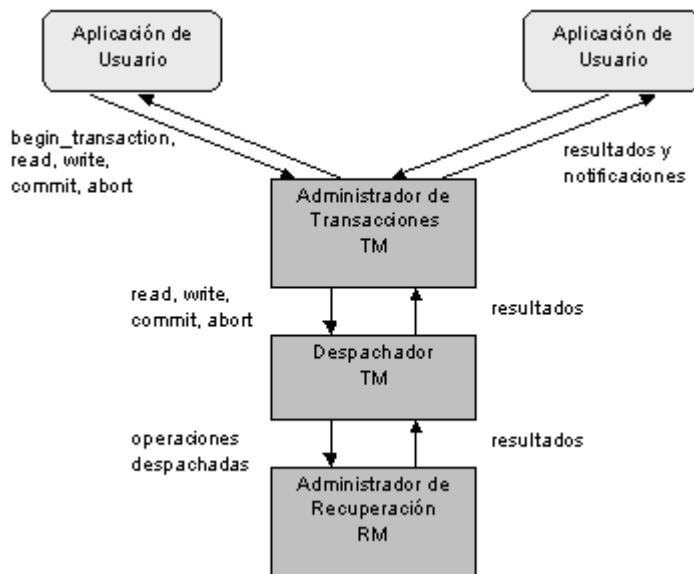 Aplicación de
Usuario
Aplicación de
Usuario
begin_transaction,
read, write,
commit, abort
resultados y
notificaciones
Administrador de
Transacciones
TM
read, write,
commit, abort
resultados
Despachador
TM
operaciones
despachadas
resultados
Administrador de
Recuperación
RM